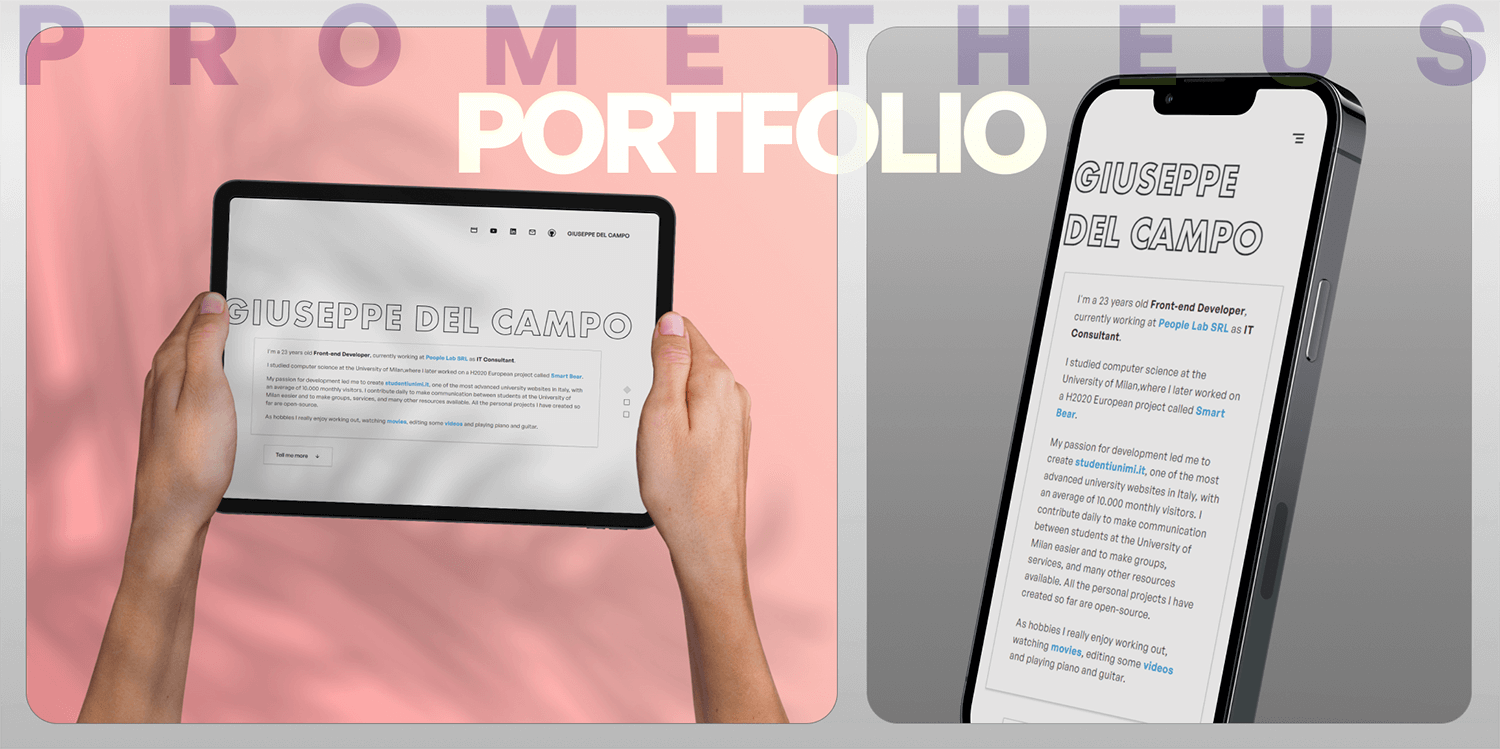 PROMETHEUS
PORTFOLIO
GIUSEPPE DEL CAMPO
GIUSEPPE DEL CAMPO
I'm a 23 years old Front-end Developer, currently working at People Lab SRL as IT Consultant.
I studied computer science at the University of Milan,where I later worked on a H2020 European project called Smart Bear.
My passion for development led me to create studentiunimi.it, one of the most advanced university websites in Italy, with
an average of 10.000 monthly visitors. I contribute daily to make communication between students at the University of
Milan easier and to make groups, services, and many other resources available. All the personal projects I have created so
far are open-source.
As hobbies I really enjoy working out, watching movies, editing some videos and playing piano and guitar.
Tell me more
GIUSEPPE
DEL CAMPO
I'm a 23 years old Front-end Developer,
currently working at People Lab SRL as IT
Consultant.
I studied computer science at the
University of Milan,where I later worked on
a H2020 European project called Smart
Bear.
My passion for development led me to
create studentiunimi.it, one of the most
advanced university websites in Italy, with
an average of 10.000 monthly visitors. I
contribute daily to make communication
between students at the University of
Milan easier and to make groups,
services, and many other resources
available. All the personal projects I have
created so far are open-source.
As hobbies I really enjoy working out,
watching movies, editing some videos
and playing piano and guitar.